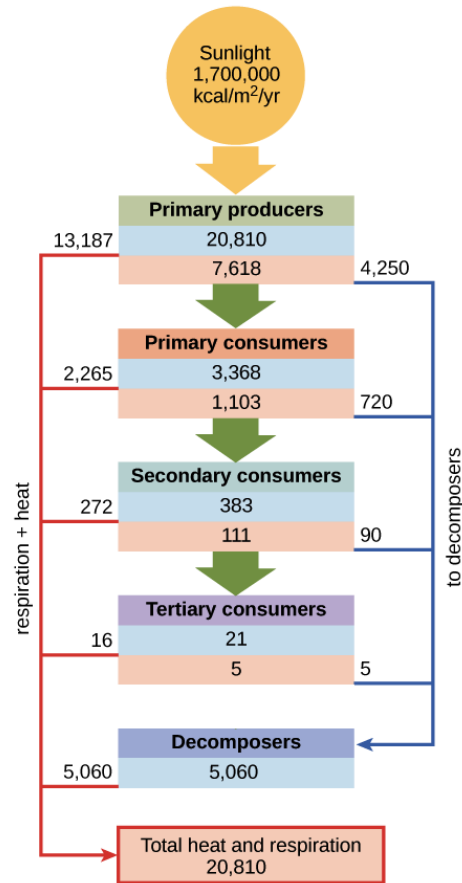 Sunlight
1,700,000
kcal/m²/yr
Primary producers
13,187
20,810
7,618
4,250
Primary consumers
2,265
3,368
1,103
720
Secondary consumers
272
383
111
90
Tertiary consumers
16
21
5
5
Decomposers
5,060
5,060
respiration + heat
to decomposers
Total heat and respiration
20,810